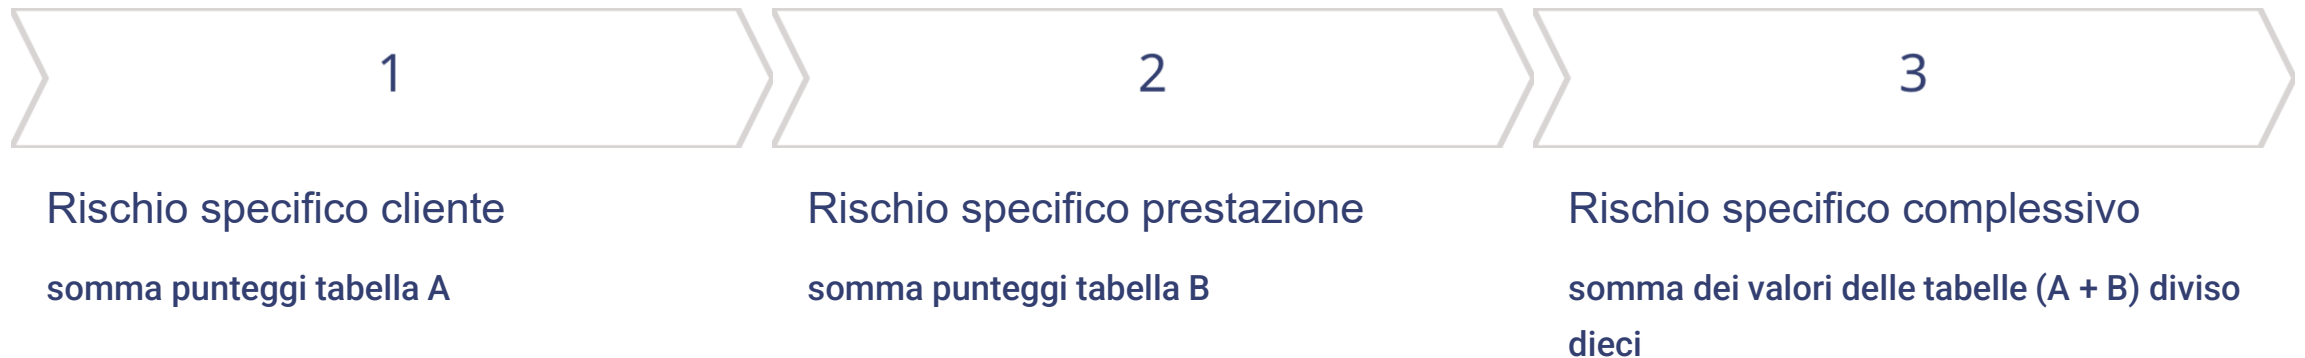 1
Rischio specifico cliente
somma punteggi tabella A
2
Rischio specifico prestazione
somma punteggi tabella B
3
Rischio specifico complessivo
somma dei valori delle tabelle (A + B) diviso
dieci